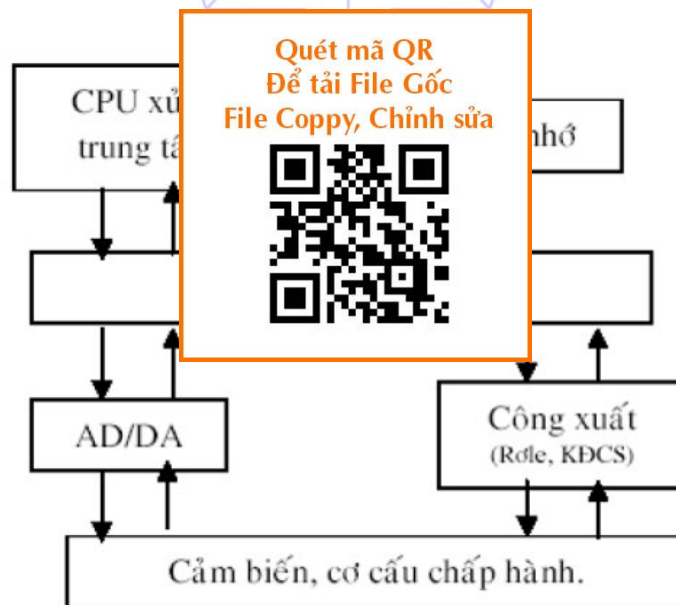 Quét mã QR
Để tải File Gốc
File Coppy, Chỉnh sửa
CPU xử
trung
nhớ
AD/DA
Công xuất
(Rơle, KĐCS)
Cảm biến, cơ cấu chấp hành.